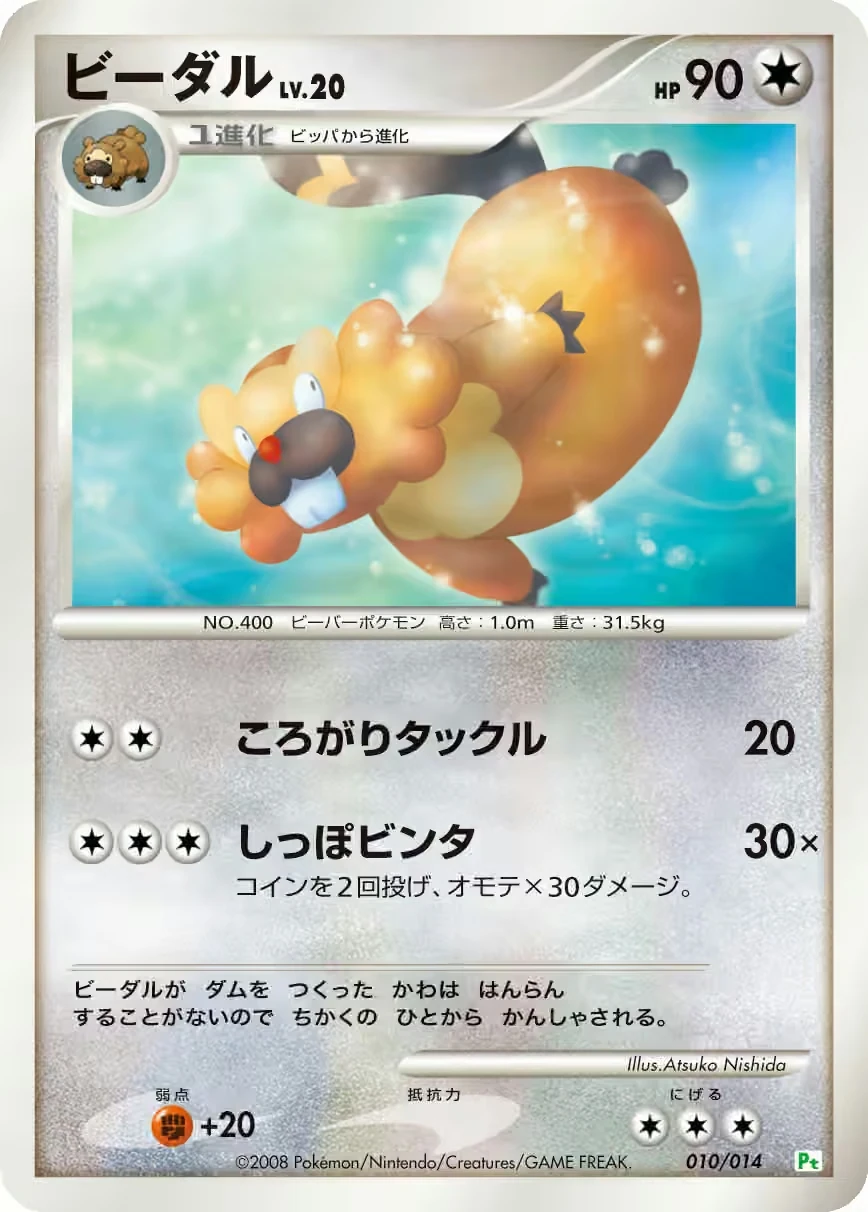 ビーダル LV.20 HP 90
1進化 ビッパから進化
NO.400 ビーバーポケモン 高さ：1.0m 重さ：31.5kg
ころがりタックル 20
しっぽビンタ 30×
コインを2回投げ、オモテ×30ダメージ。
ビーダルが ダムを つくった かわは はんらん
することがないので ちかくの ひとから かんしゃされる。
Illus.Atsuko Nishida
弱点 抵抗力 にげる
+20
©2008 Pokémon/Nintendo/Creatures/GAME FREAK. 010/014 Pt